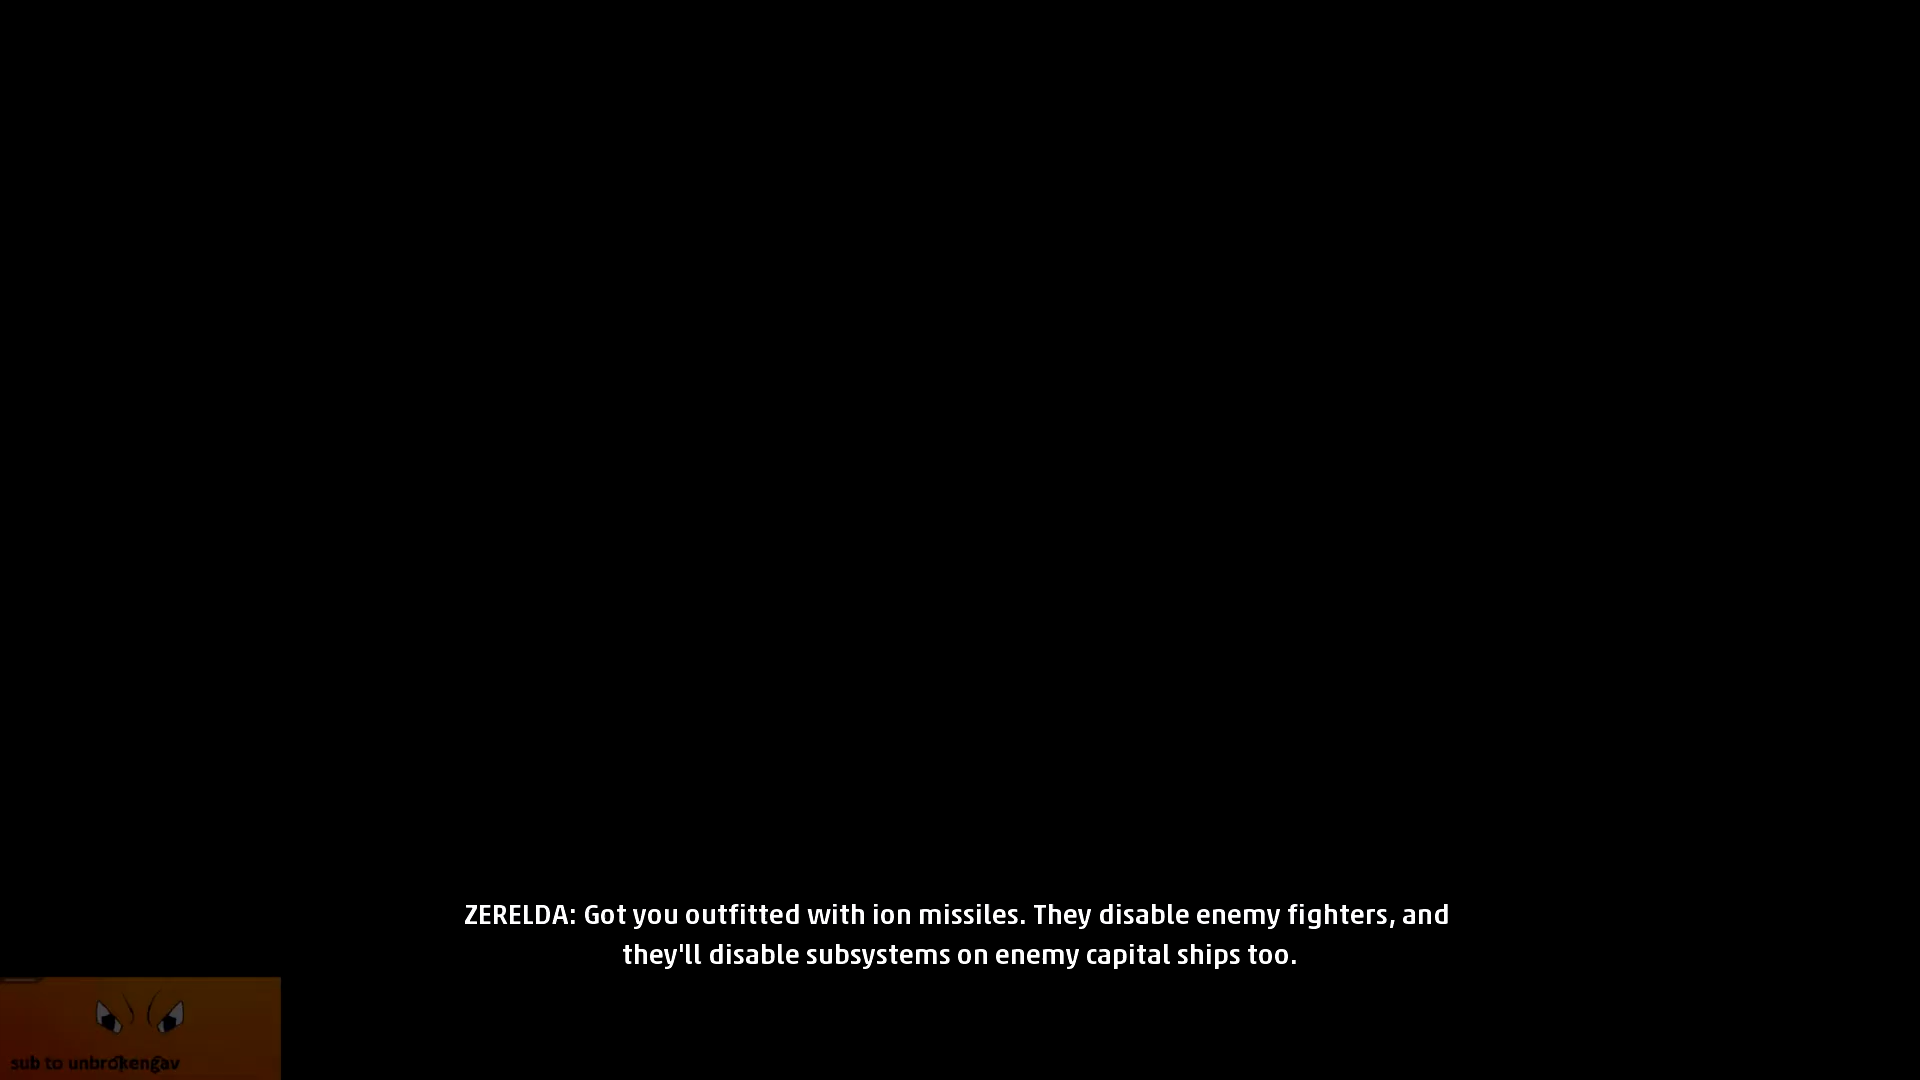 ZERELDA: Got you outfitted with ion missiles. They disable enemy fighters, and
they'll disable subsystems on enemy capital ships too.
sub to unbrokengav